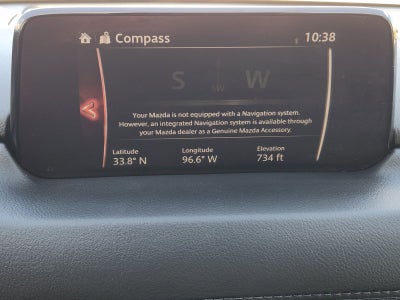 Compass
10:38
S W
SW
Your Mazda is not equipped with a Navigation system.
However, an integrated Navigation system is available through
your Mazda dealer as a Genuine Mazda Accessory.
Latitude Longitude Elevation
33.8° N 96.6° W 734 ft